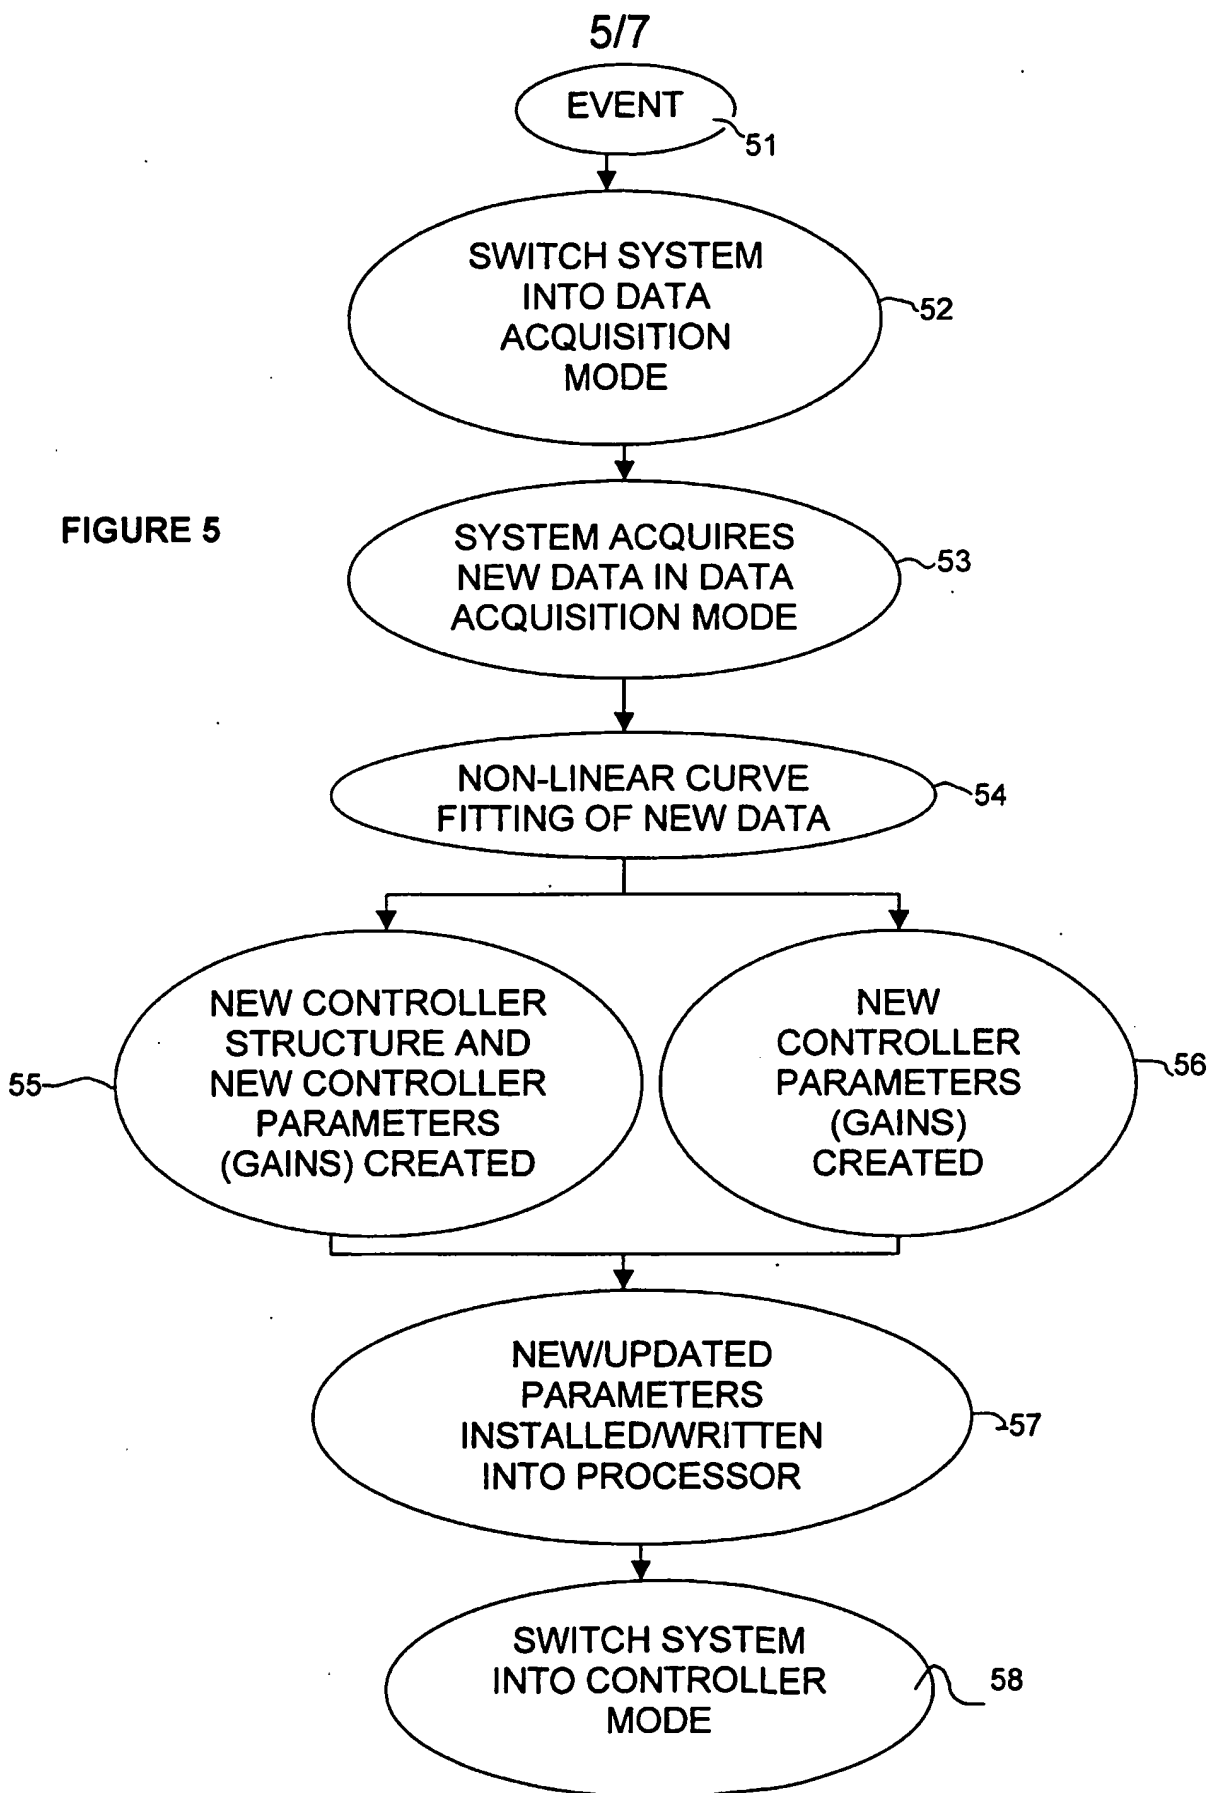 5/7
EVENT
51
SWITCH SYSTEM
INTO DATA
ACQUISITION
MODE
52
FIGURE 5
SYSTEM ACQUIRES
NEW DATA IN DATA
ACQUISITION MODE
53
NON-LINEAR CURVE
FITTING OF NEW DATA
54
55
NEW CONTROLLER
STRUCTURE AND
NEW CONTROLLER
PARAMETERS
(GAINS) CREATED
NEW
CONTROLLER
PARAMETERS
(GAINS)
CREATED
56
NEW/UPDATED
PARAMETERS
INSTALLED/WRITTEN
INTO PROCESSOR
57
SWITCH SYSTEM
INTO CONTROLLER
MODE
58